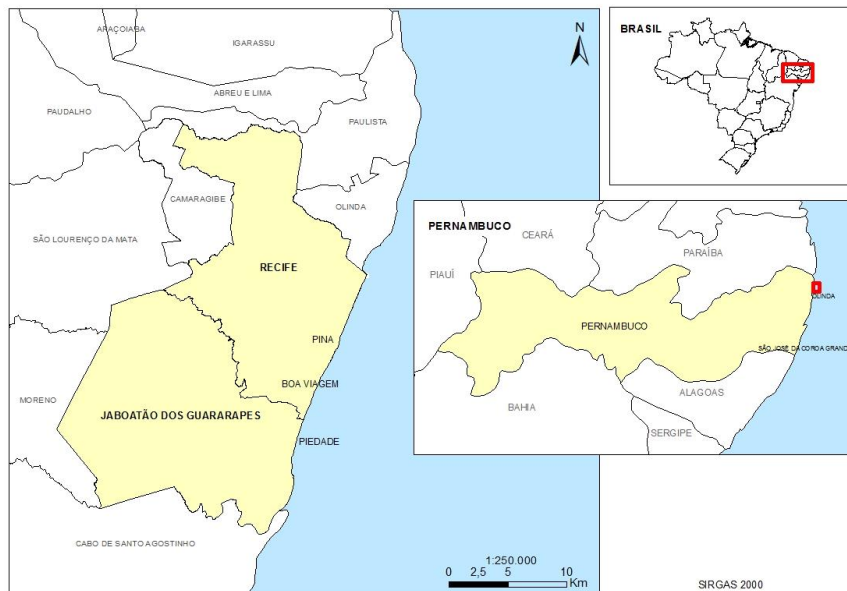 ARAÇOIABA
IGARASSU
N
ABREU E LIMA
PAUDALHO
PAULISTA
CAMARAGIBE
OLINDA
SÃO LOURENÇO DA MATA
RECIFE
PINA
BOA VIAGEM
MORENO
JABOATÃO DOS GUARARAPES
PIEDADE
CABO DE SANTO AGOSTINHO
1:250.000
0 2,5 5 10
Km
BRASIL
PERNAMBUCO
CEARÁ
PARAÍBA
PIAUÍ
OLINDA
PERNAMBUCO
SÃO JOSÉ DA COROA GRAND
ALAGOAS
BAHIA
SERGIPE
SIRGAS 2000